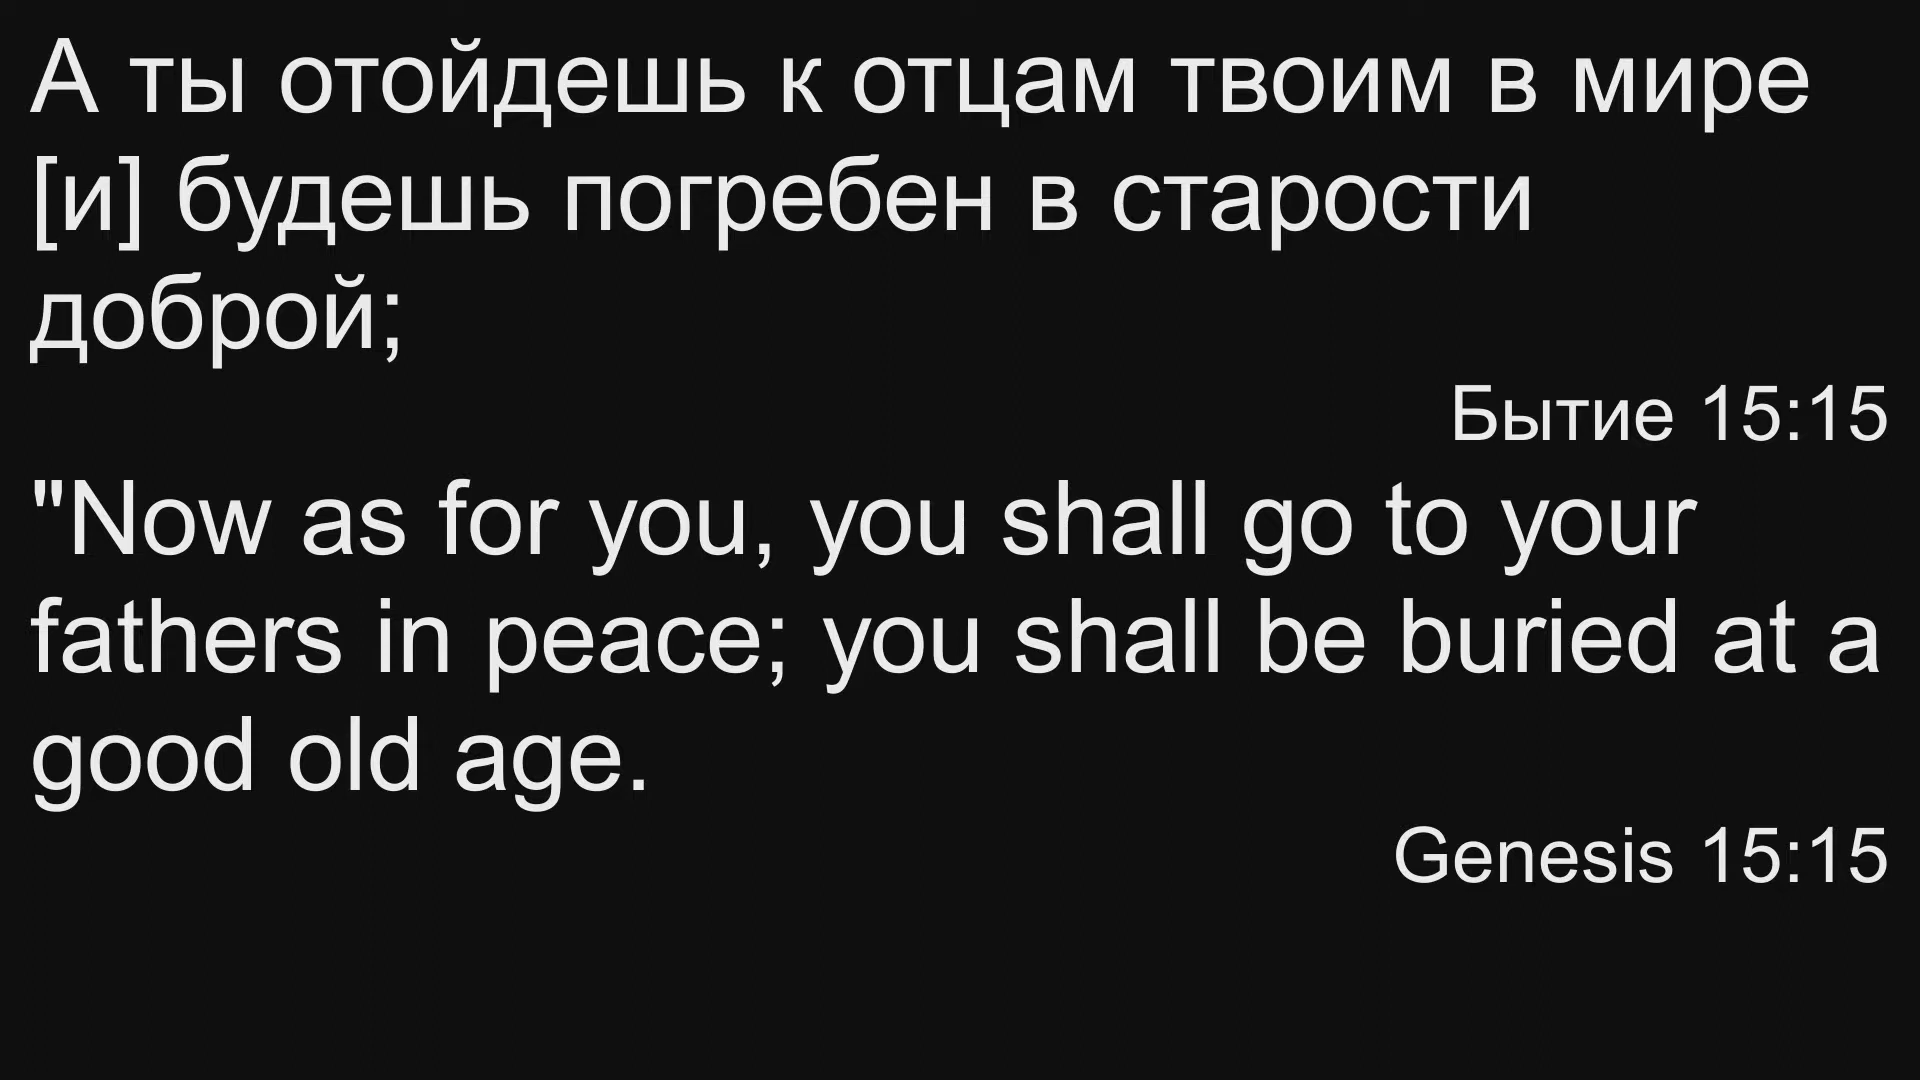 А ты отойдешь к отцам твоим в мире
[и] будешь погребен в старости
доброй;
Бытие 15:15
"Now as for you, you shall go to your
fathers in peace; you shall be buried at a
good old age.
Genesis 15:15